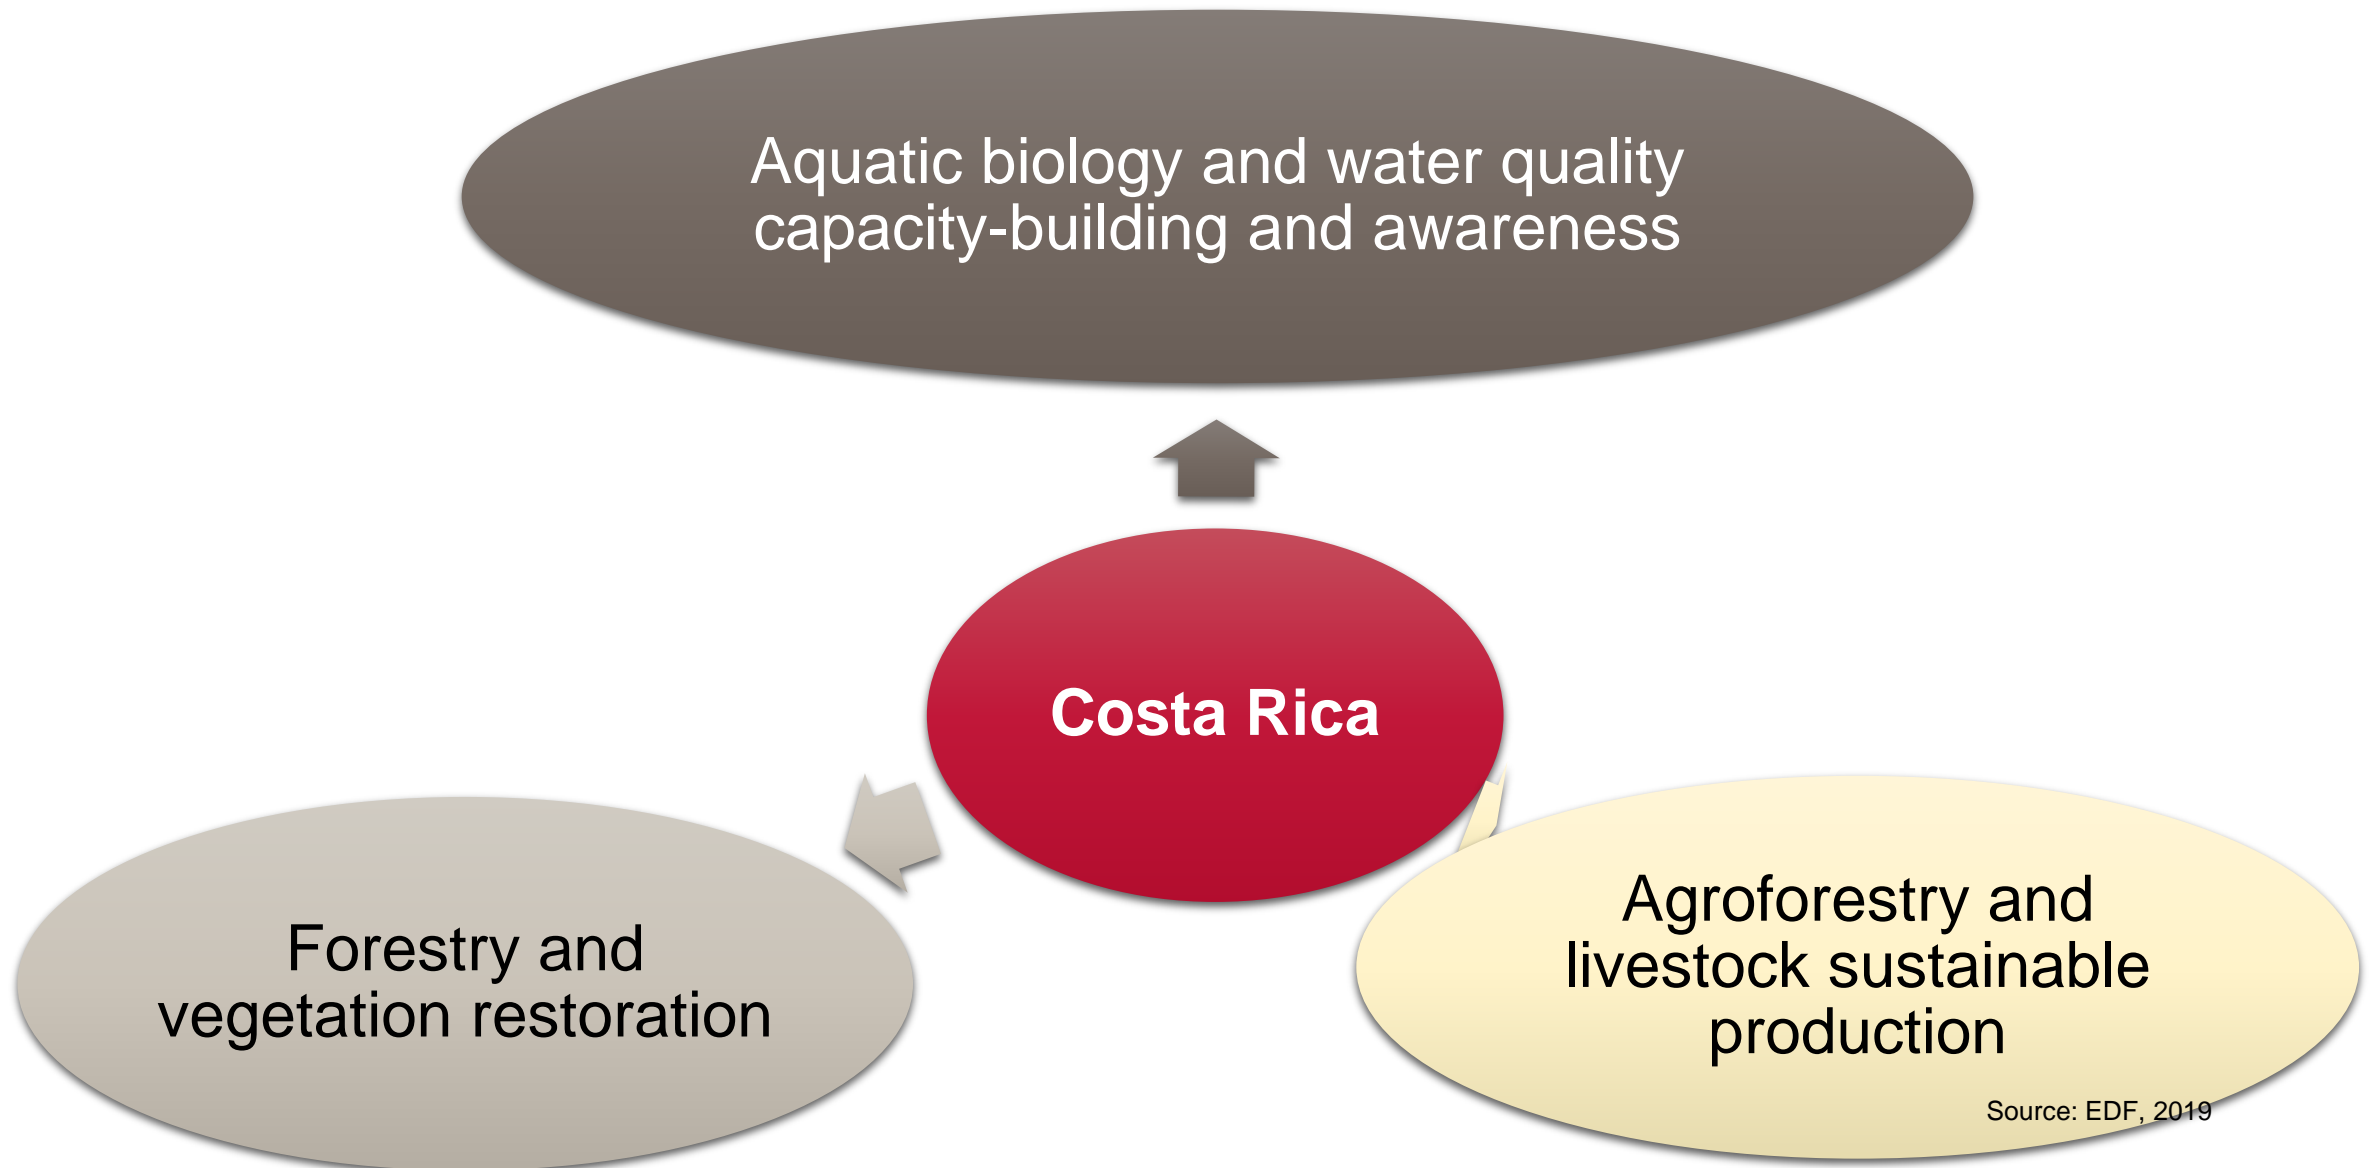 Aquatic biology and water quality
capacity-building and awareness
Costa Rica
Forestry and
vegetation restoration
Agroforestry and
livestock sustainable
production
Source: EDF, 2019